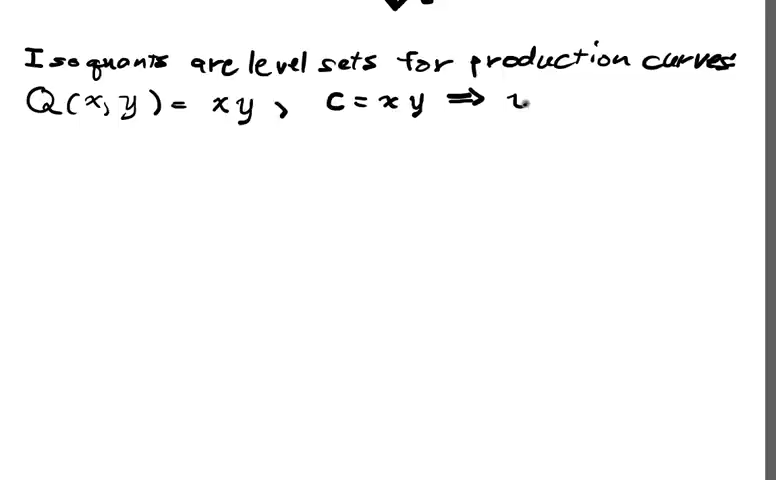 Isoquants are level sets for production curves
Q(x, y) = xy, c = xy ⇒